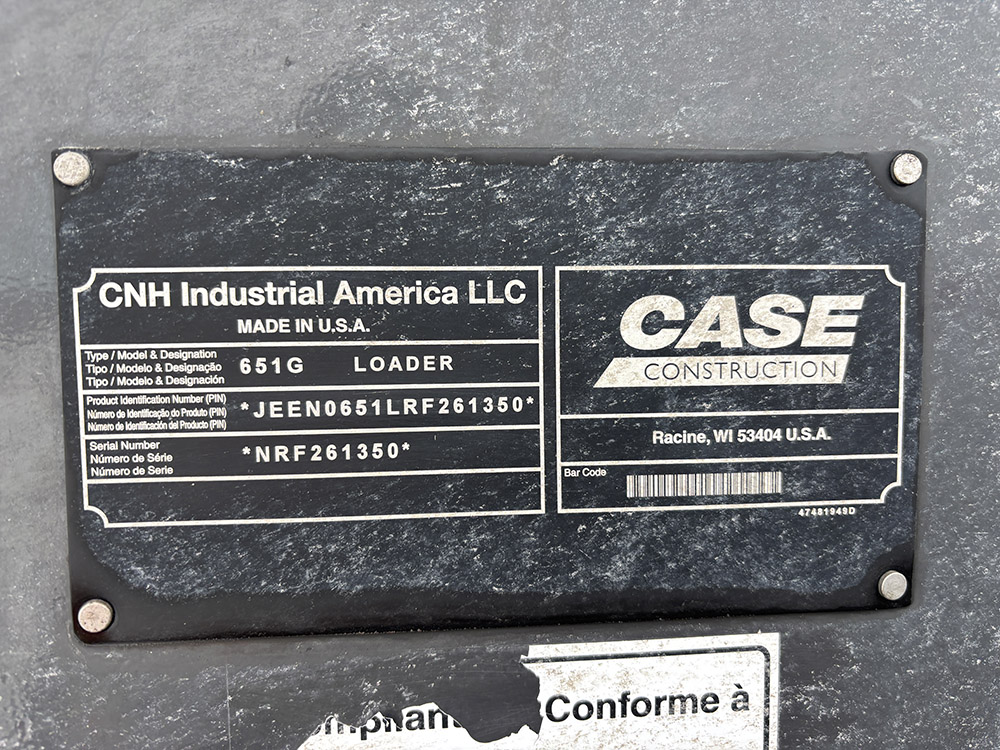 CNH Industrial America LLC
MADE IN U.S.A.
Type / Model & Designation
Tipo / Modelo & Designação
Tipo / Modelo & Designación
651G LOADER
Product Identification Number (PIN)
Número de Identificação do Produto (PIN)
Número de Identificación del Producto (PIN)
*JEEN0651LRF261350*
Serial Number
Número de Série
Número de Serie
*NRF261350*
CASE
CONSTRUCTION
Racine, WI 53404 U.S.A.
Bar Code
47481949D
Conforme à